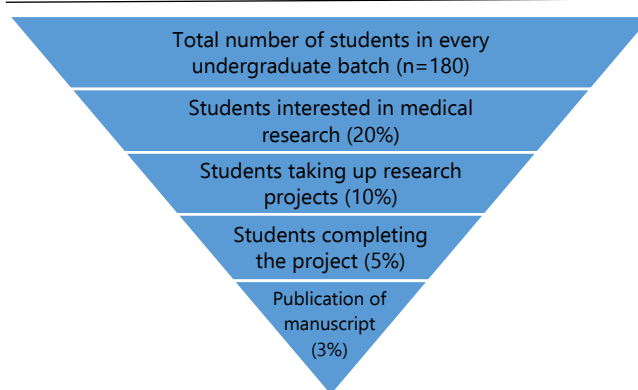 Total number of students in every
undergraduate batch (n=180)
Students interested in medical
research (20%)
Students taking up research
projects (10%)
Students completing
the project (5%)
Publication of
manuscript
(3%)